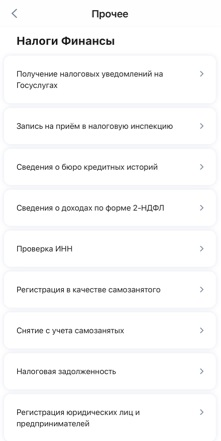 Прочее
Налоги Финансы
Получение налоговых уведомлений на
Госуслугах
Запись на приём в налоговую инспекцию
Сведения о бюро кредитных историй
Сведения о доходах по форме 2-НДФЛ
Проверка ИНН
Регистрация в качестве самозанятого
Снятие с учета самозанятых
Налоговая задолженность
Регистрация юридических лиц и
предпринимателей